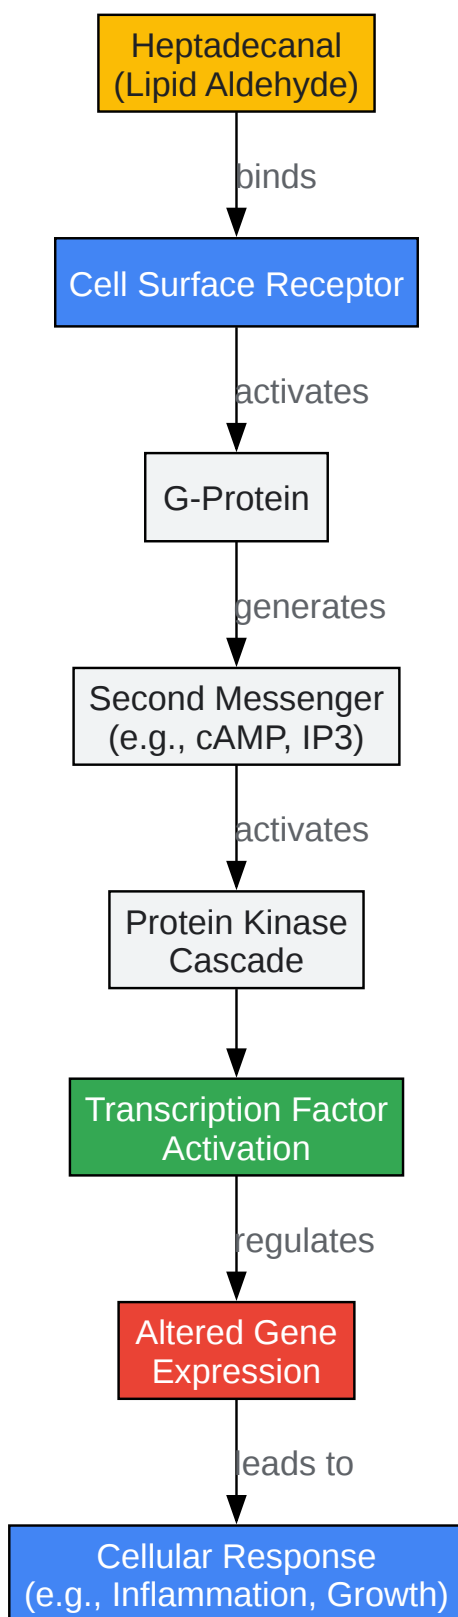 Heptadecanal
(Lipid Aldehyde)
binds
Cell Surface Receptor
activates
G-Protein
generates
Second Messenger
(e.g., cAMP, IP3)
activates
Protein Kinase
Cascade
Transcription Factor
Activation
regulates
Altered Gene
Expression
leads to
Cellular Response
(e.g., Inflammation, Growth)